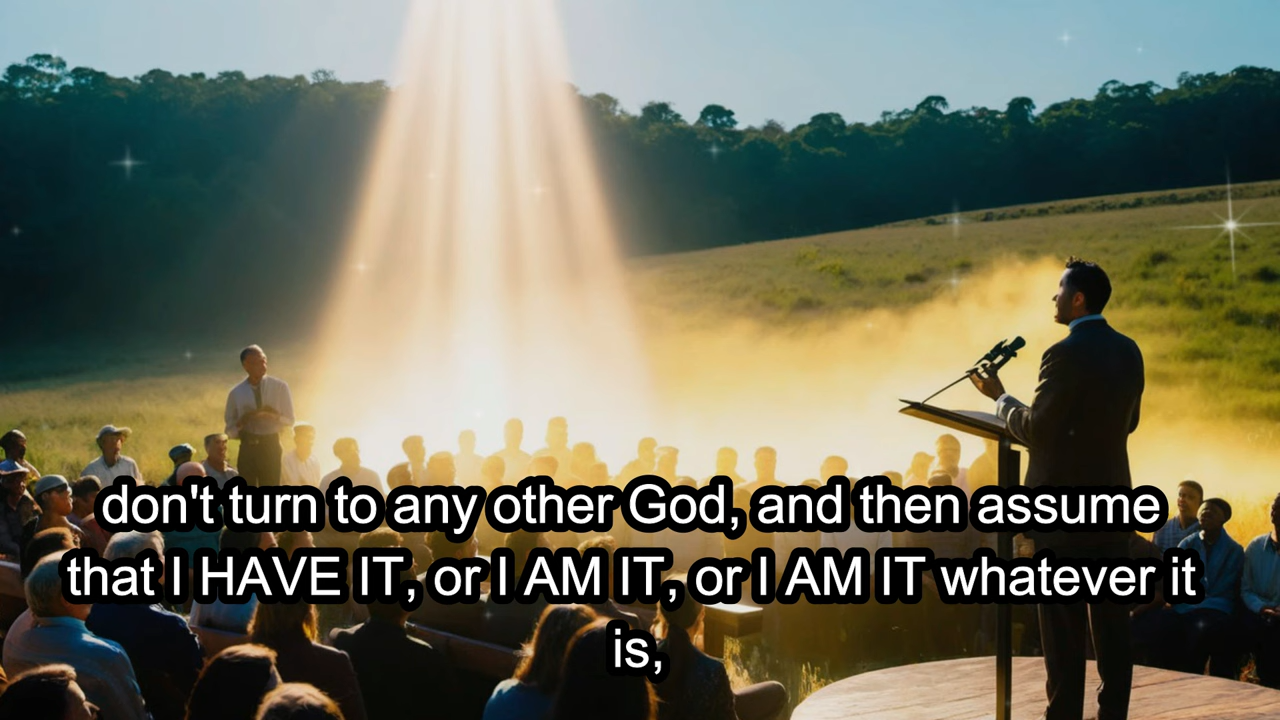 don't turn to any other God, and then assume
that I HAVE IT, or I AM IT, or I AM IT whatever it
is,